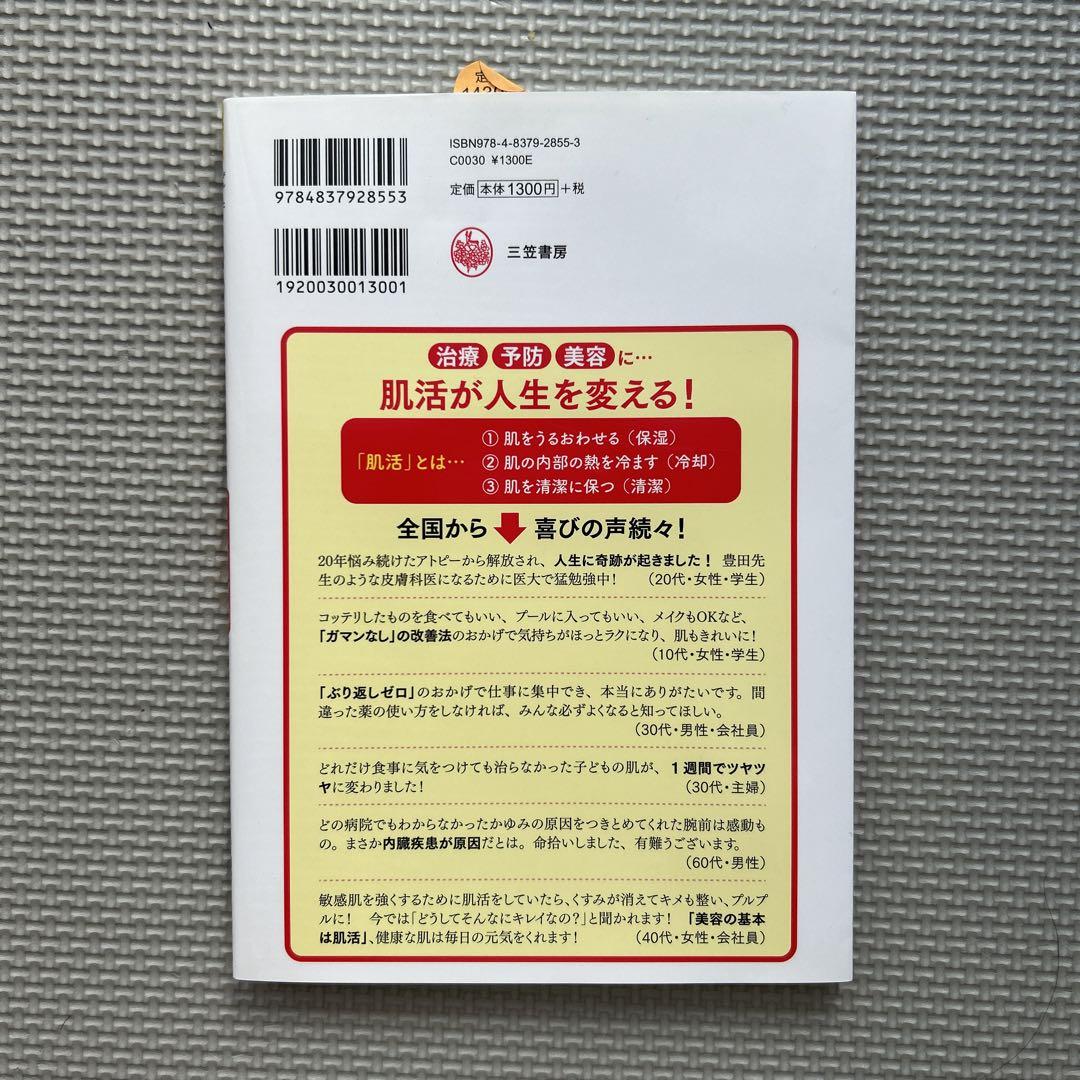 定
ISBN978-4-8379-2855-3
C0030 ¥1300E
定価 本体1300円+税
9784837928553
三笠書房
1920030013001
治療 予防 美容 に…
肌活が人生を変える!
「肌活」とは…
① 肌をうるおわせる(保湿)
② 肌の内部の熱を冷ます(冷却)
③ 肌を清潔に保つ(清潔)
全国から 喜びの声続々!
20年悩み続けたアトピーから解放され、人生に奇跡が起きました! 豊田先
生のような皮膚科医になるために医大で猛勉強中! (20代・女性・学生)
コッテリしたものを食べてもいい、プールに入ってもいい、メイクもOKなど、
「ガマンなし」の改善法のおかげで気持ちがほっとラクになり、肌もきれいに!
(10代・女性・学生)
「ぶり返しゼロ」のおかげで仕事に集中でき、本当にありがたいです。間
違った薬の使い方をしなければ、みんな必ずよくなると知ってほしい。
(30代・男性・会社員)
どれだけ食事に気をつけても治らなかった子どもの肌が、1週間でツヤツ
ヤに変わりました! (30代・主婦)
どの病院でもわからなかったかゆみの原因をつきとめてくれた腕前は感動も
の。まさか内臓疾患が原因だとは。命拾いしました、有難うございます。
(60代・男性)
敏感肌を強くするために肌活をしていたら、くすみが消えてキメも整い、プルプ
ルに! 今では「どうしてそんなにキレイなの?」と聞かれます! 「美容の基本
は肌活」、健康な肌は毎日の元気をくれます! (40代・女性・会社員)